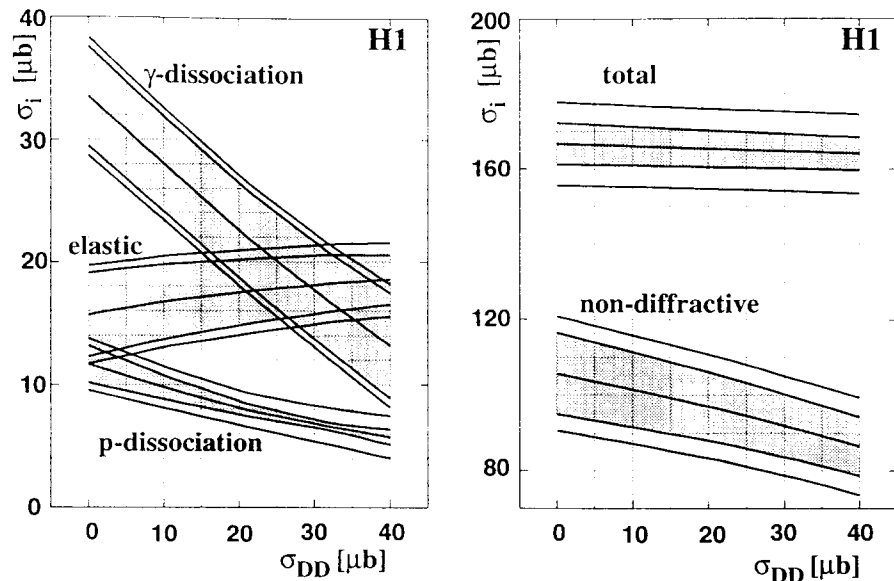 H1
σi [μb]
40
30
20
10
0
γ-dissociation
elastic
p-dissociation
0 10 20 30 40
σDD [μb]
H1
σi [μb]
200
160
120
80
total
non-diffractive
0 10 20 30 40
σDD [μb]